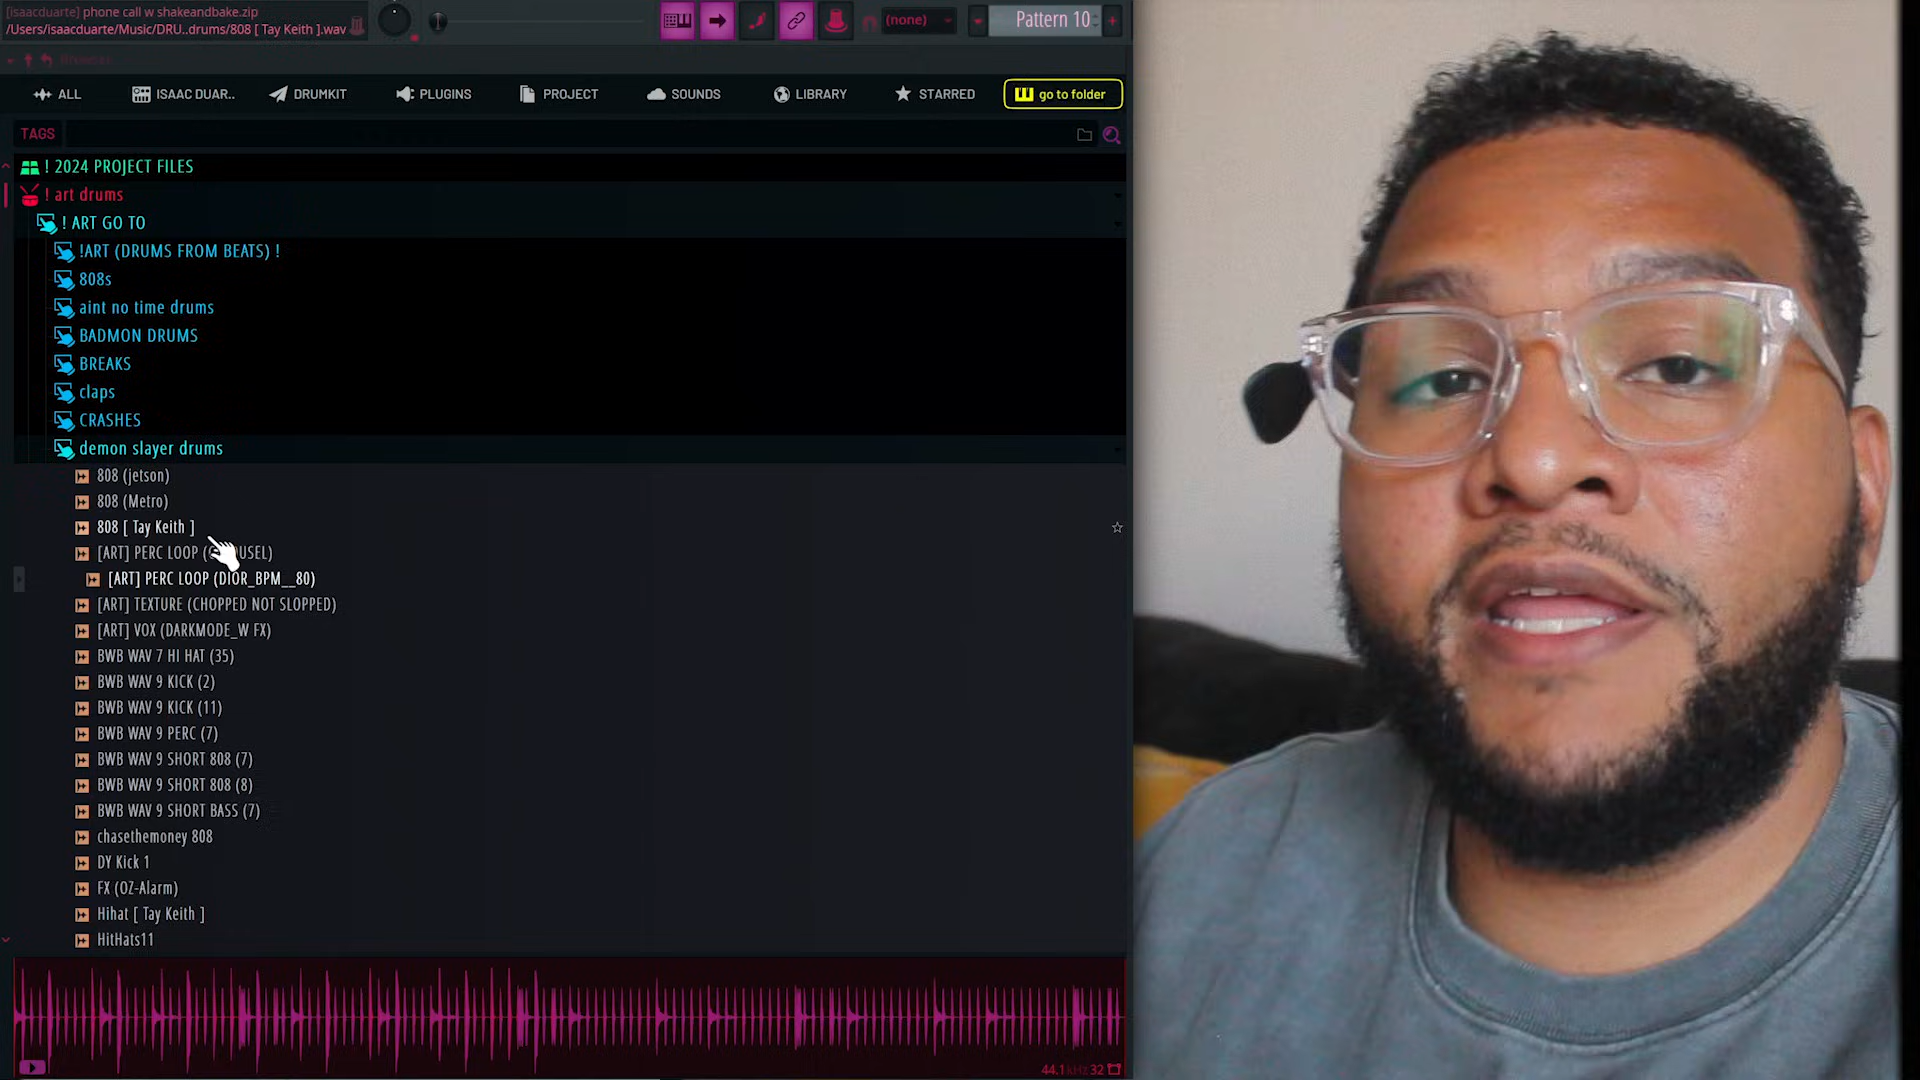 [isaacduarte] phone call w shakeandbake.zip
/Users/isaacduarte/Music/DRU..drums/808 [ Tay Keith ].wav
(none)
Pattern 10
Browser
ALL
ISAAC DUAR..
DRUMKIT
PLUGINS
PROJECT
SOUNDS
LIBRARY
STARRED
go to folder
TAGS
! 2024 PROJECT FILES
! art drums
! ART GO TO
!ART (DRUMS FROM BEATS) !
808s
aint no time drums
BADMON DRUMS
BREAKS
claps
CRASHES
demon slayer drums
808 (jetson)
808 (Metro)
808 [ Tay Keith ]
[ART] PERC LOOP
[ART] PERC LOOP (DIOR_BPM__80)
[ART] TEXTURE (CHOPPED NOT SLOPPED)
[ART] VOX (DARKMODE_W FX)
BWB WAV 7 HI HAT (35)
BWB WAV 9 KICK (2)
BWB WAV 9 KICK (11)
BWB WAV 9 PERC (7)
BWB WAV 9 SHORT 808 (7)
BWB WAV 9 SHORT 808 (8)
BWB WAV 9 SHORT BASS (7)
chasethemoney 808
DY Kick 1
FX (OZ-Alarm)
Hihat [ Tay Keith ]
HitHats11
44.1kHz 32